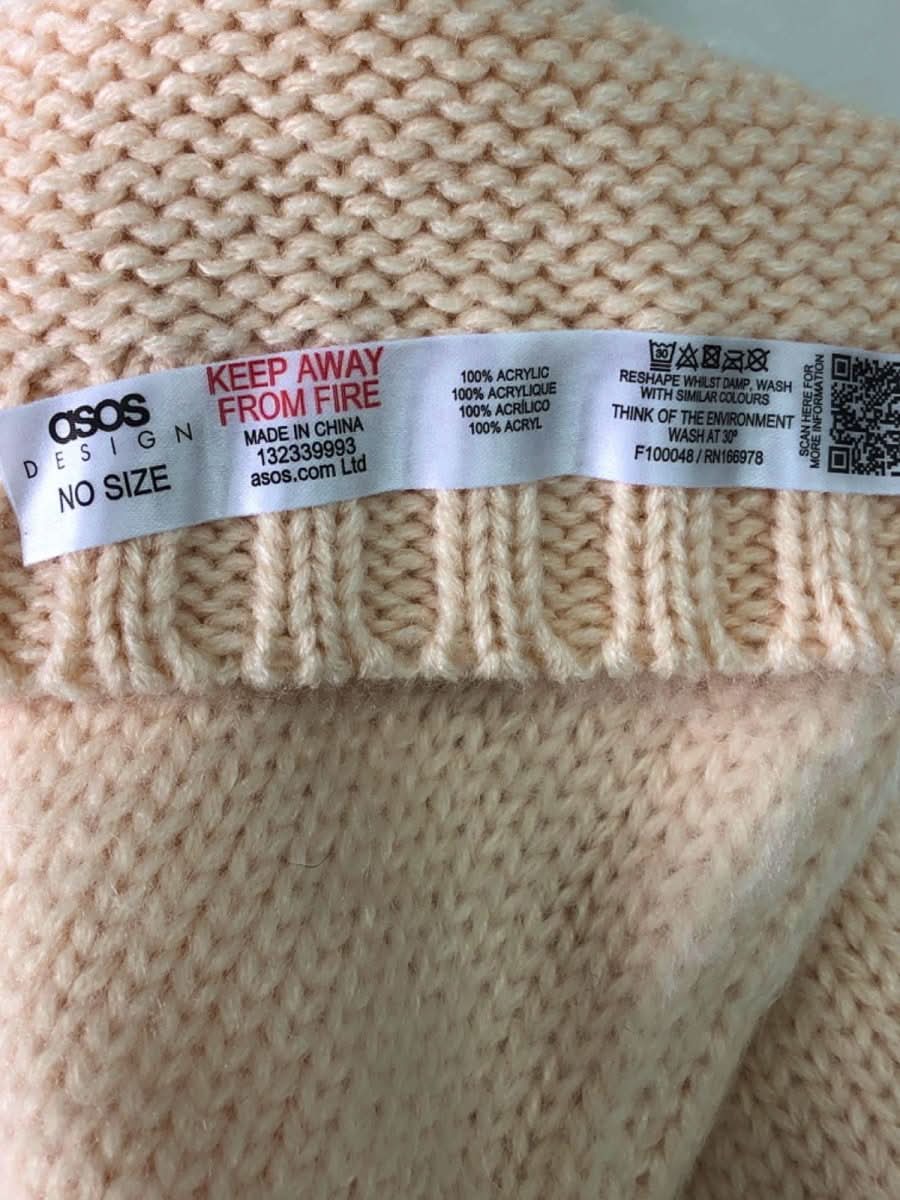 asos
DESIGN
NO SIZE
KEEP AWAY
FROM FIRE
MADE IN CHINA
132339993
asos.com Ltd
100% ACRYLIC
100% ACRYLIQUE
100% ACRÍLICO
100% ACRYL
30
RESHAPE WHILST DAMP, WASH
WITH SIMILAR COLOURS
THINK OF THE ENVIRONMENT
WASH AT 30º
F100048 / RN166978
SCAN HERE FOR
MORE INFORMATION